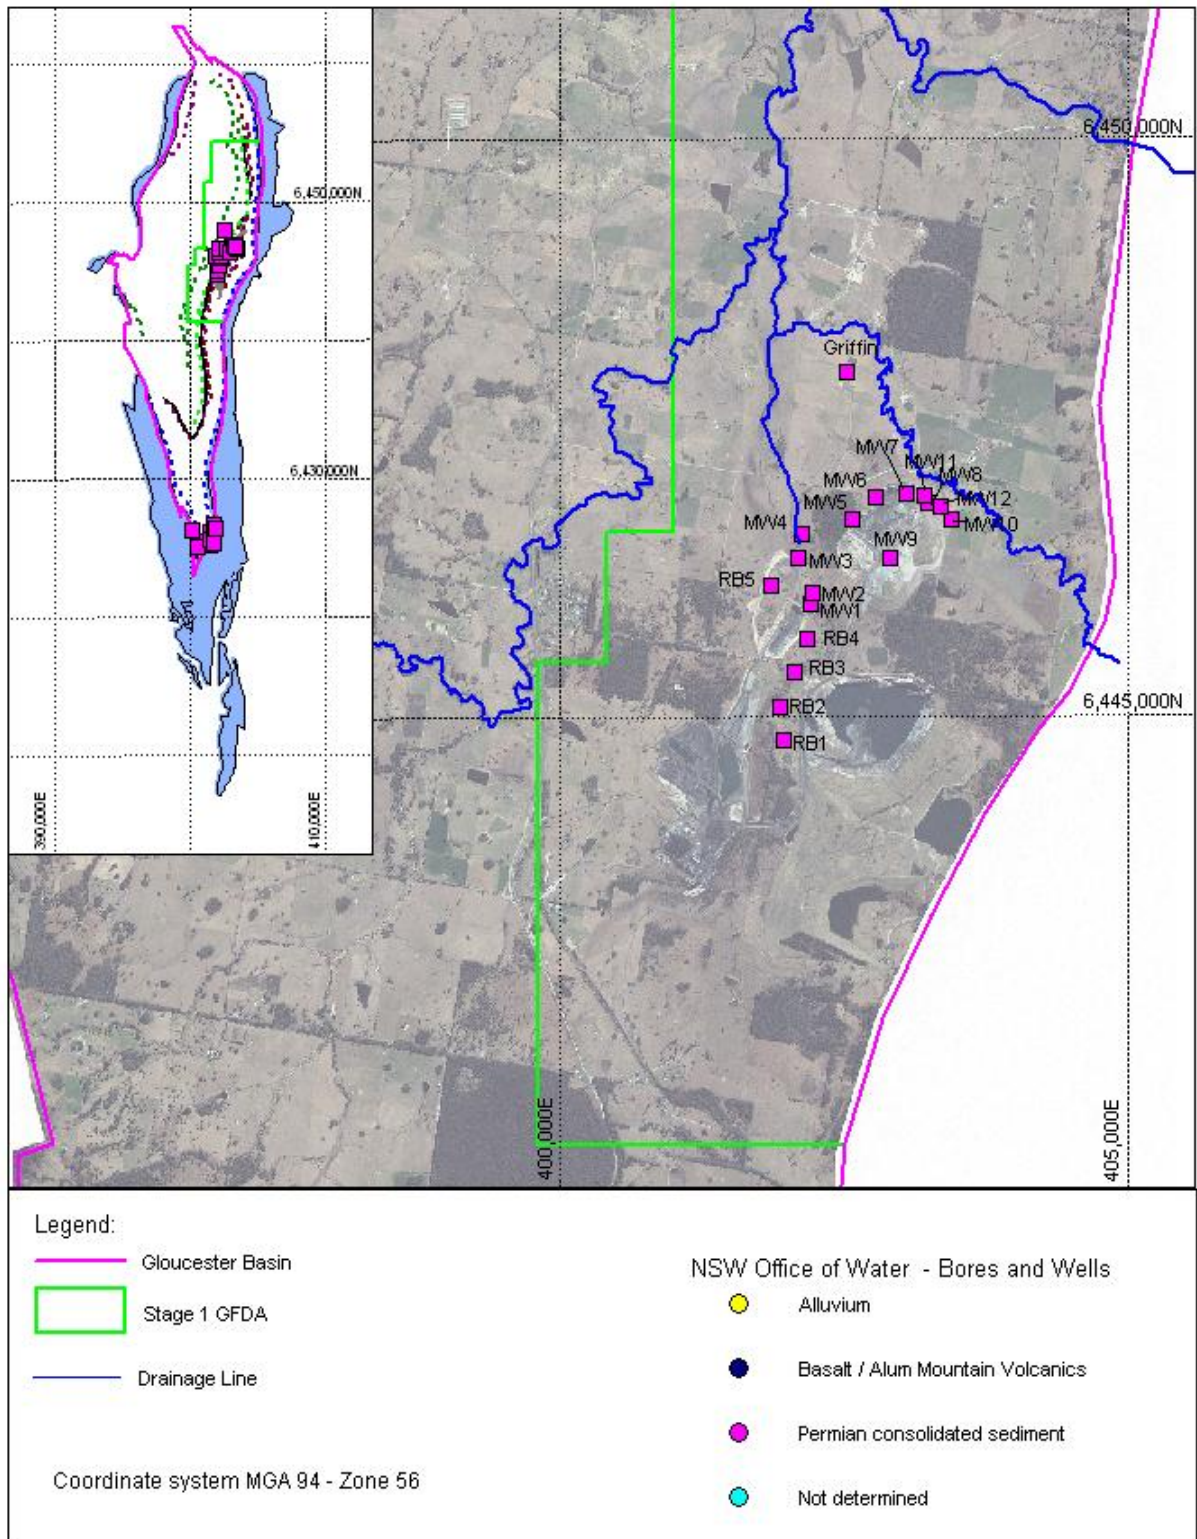 6,450,000N
6,430,000N
390,000E
410,000E
6,450,000N
Griffin
MW7
MW11
MW8
MW6
MW12
MW5
MW10
MW4
MW9
MW3
RB5
MW2
MW1
RB4
RB3
RB2
6,445,000N
RB1
400,000E
405,000E
Legend:
Gloucester Basin
Stage 1 GFDA
Drainage Line
Coordinate system MGA 94 - Zone 56
NSW Office of Water - Bores and Wells
Alluvium
Basalt / Alum Mountain Volcanics
Permian consolidated sediment
Not determined